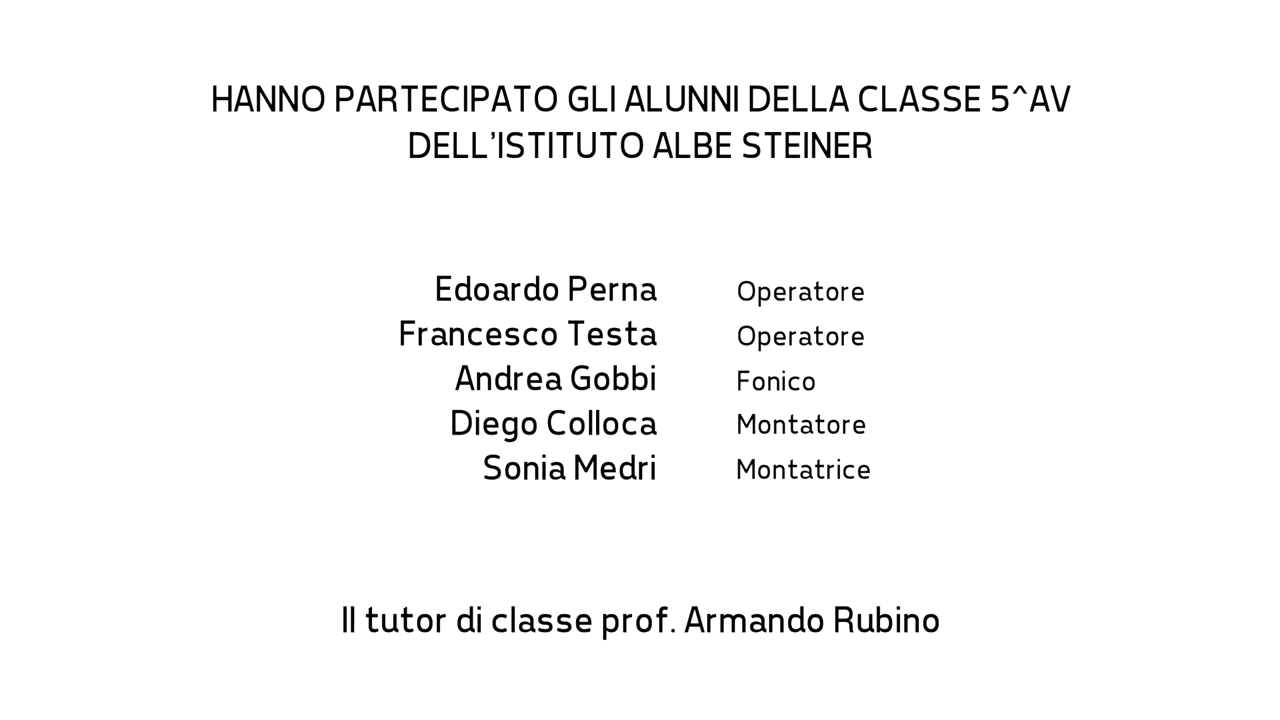 HANNO PARTECIPATO GLI ALUNNI DELLA CLASSE 5^AV
DELL'ISTITUTO ALBE STEINER
Edoardo Perna Operatore
Francesco Testa Operatore
Andrea Gobbi Fonico
Diego Colloca Montatore
Sonia Medri Montatrice
Il tutor di classe prof. Armando Rubino